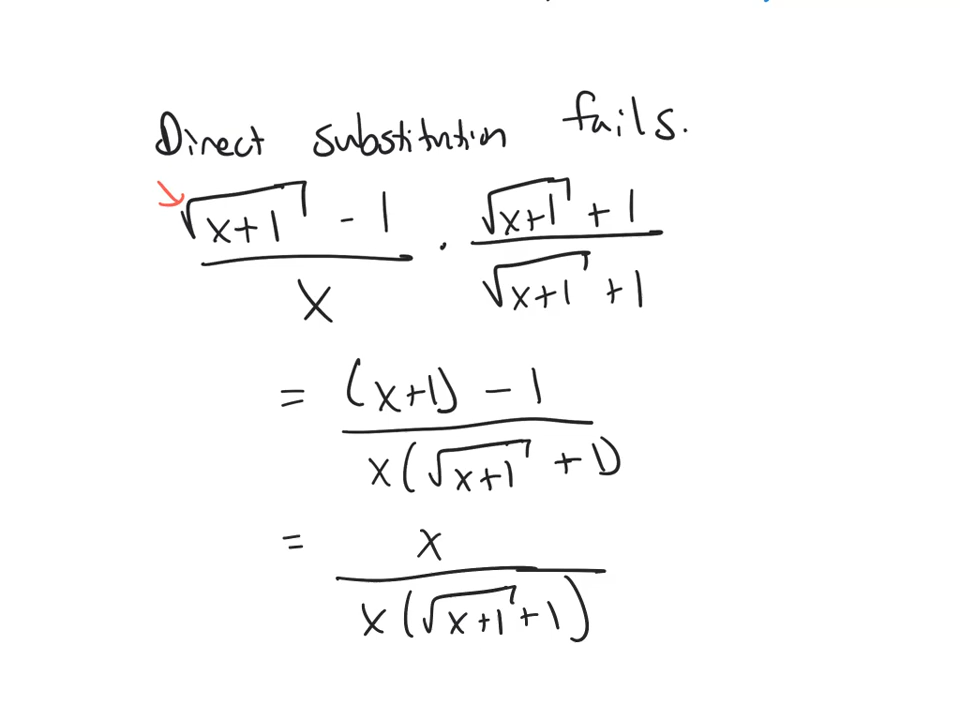 Direct substitution fails.
(√(x+1) - 1)/x · (√(x+1) + 1)/(√(x+1) + 1)
= ((x+1) - 1)/(x(√(x+1) + 1))
= x/(x(√(x+1) + 1))